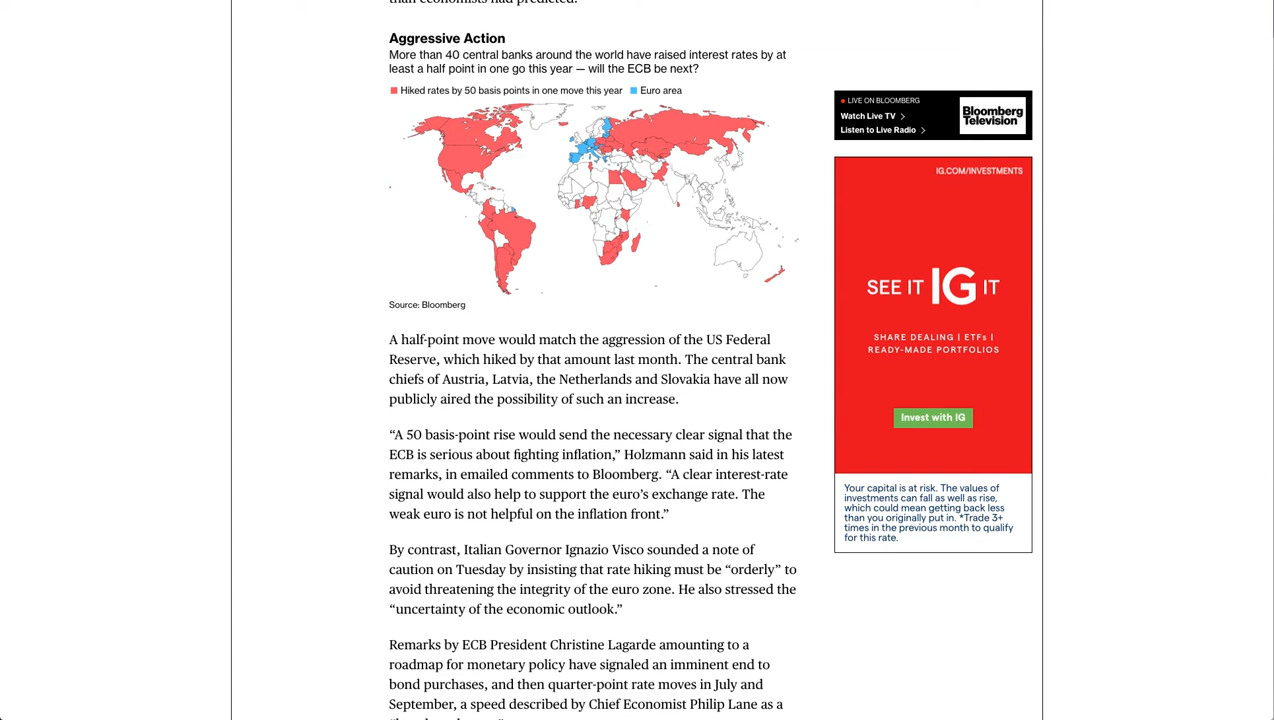 than economists had predicted.
Aggressive Action
More than 40 central banks around the world have raised interest rates by at
least a half point in one go this year — will the ECB be next?
Hiked rates by 50 basis points in one move this year
Euro area
Source: Bloomberg
A half-point move would match the aggression of the US Federal
Reserve, which hiked by that amount last month. The central bank
chiefs of Austria, Latvia, the Netherlands and Slovakia have all now
publicly aired the possibility of such an increase.
“A 50 basis-point rise would send the necessary clear signal that the
ECB is serious about fighting inflation,” Holzmann said in his latest
remarks, in emailed comments to Bloomberg. “A clear interest-rate
signal would also help to support the euro’s exchange rate. The
weak euro is not helpful on the inflation front.”
By contrast, Italian Governor Ignazio Visco sounded a note of
caution on Tuesday by insisting that rate hiking must be “orderly” to
avoid threatening the integrity of the euro zone. He also stressed the
“uncertainty of the economic outlook.”
Remarks by ECB President Christine Lagarde amounting to a
roadmap for monetary policy have signaled an imminent end to
bond purchases, and then quarter-point rate moves in July and
September, a speed described by Chief Economist Philip Lane as a
LIVE ON BLOOMBERG
Watch Live TV
Listen to Live Radio
Bloomberg
Television
IG.COM/INVESTMENTS
SEE IT IG IT
SHARE DEALING | ETFs |
READY-MADE PORTFOLIOS
Invest with IG
Your capital is at risk. The values of
investments can fall as well as rise,
which could mean getting back less
than you originally put in. *Trade 3+
times in the previous month to qualify
for this rate.